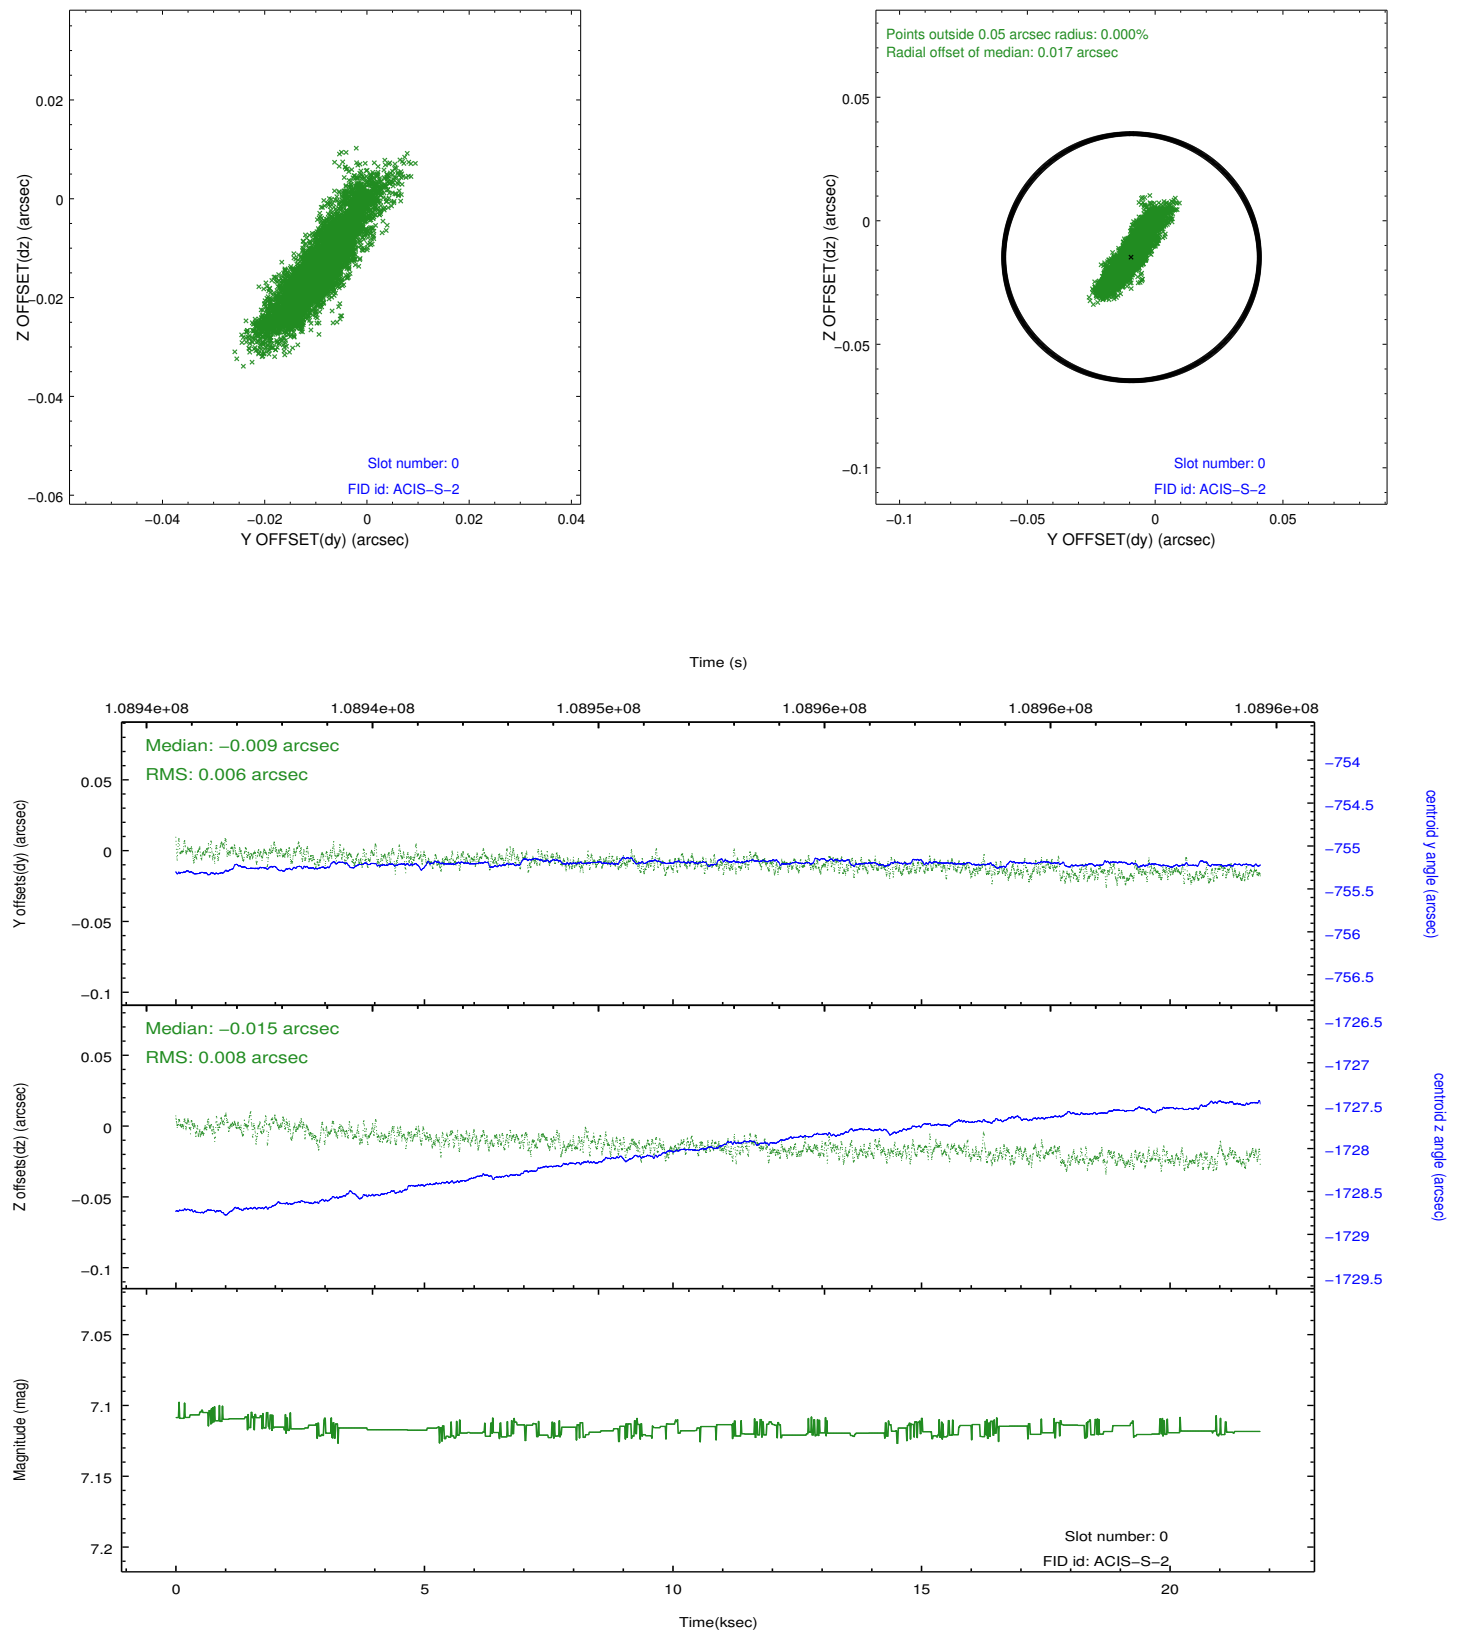 0.02
0
−0.02
−0.04
−0.06
Z OFFSET(dz) (arcsec)
Slot number: 0
FID id: ACIS−S−2
−0.04
−0.02
0
0.02
0.04
Y OFFSET(dy) (arcsec)
Points outside 0.05 arcsec radius: 0.000%
Radial offset of median: 0.017 arcsec
0.05
0
−0.05
−0.1
Z OFFSET(dz) (arcsec)
Slot number: 0
FID id: ACIS−S−2
−0.1
−0.05
0
0.05
Y OFFSET(dy) (arcsec)
Time (s)
1.0894e+08
1.0894e+08
1.0895e+08
1.0896e+08
1.0896e+08
1.0896e+08
Median: −0.009 arcsec
RMS: 0.006 arcsec
0.05
0
−0.05
−0.1
Y offsets(dy) (arcsec)
−754
−754.5
−755
−755.5
−756
−756.5
centroid y angle (arcsec)
Median: −0.015 arcsec
RMS: 0.008 arcsec
0.05
0
−0.05
−0.1
Z offsets(dz) (arcsec)
−1726.5
−1727
−1727.5
−1728
−1728.5
−1729
−1729.5
centroid z angle (arcsec)
7.05
7.1
7.15
7.2
Magnitude (mag)
Slot number: 0
FID id: ACIS−S−2
0
5
10
15
20
Time(ksec)